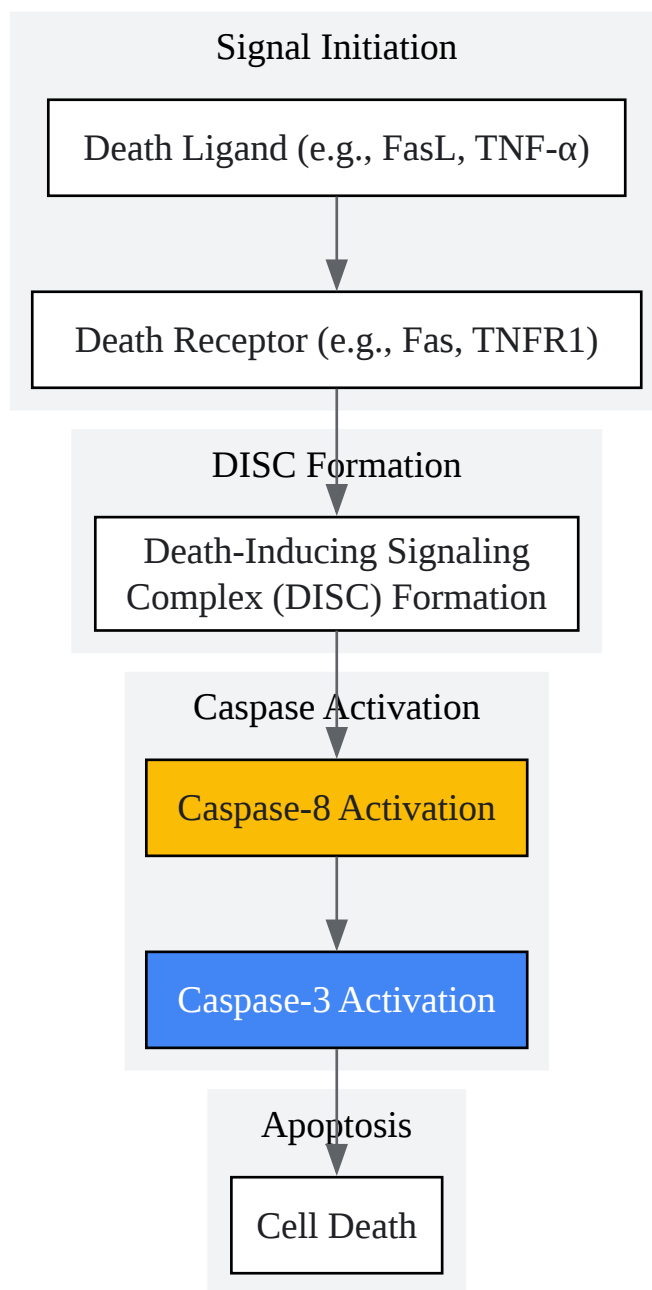 Signal Initiation
Death Ligand (e.g., FasL, TNF-α)
Death Receptor (e.g., Fas, TNFR1)
DISC Formation
Death-Inducing Signaling
Complex (DISC) Formation
Caspase Activation
Caspase-8 Activation
Caspase-3 Activation
Apoptosis
Cell Death